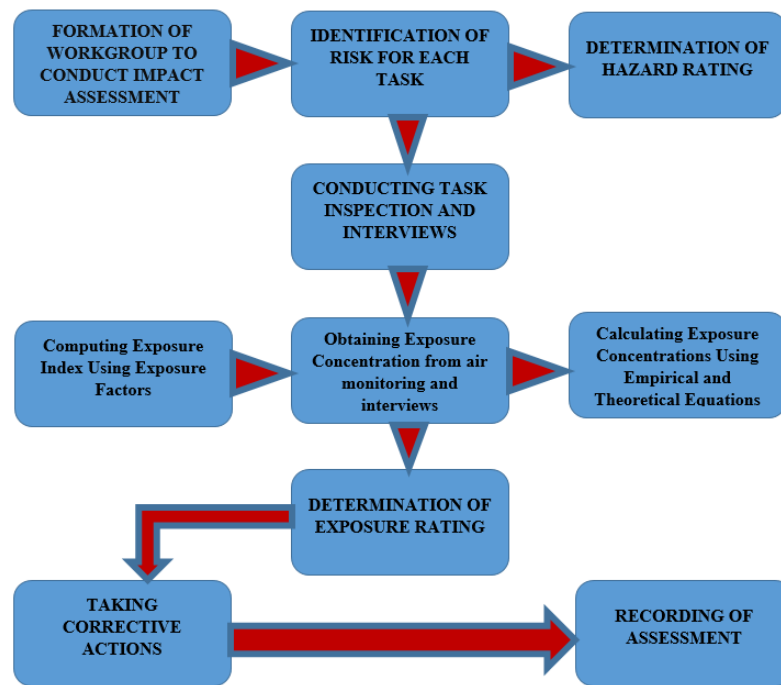 FORMATION OF
WORKGROUP TO
CONDUCT IMPACT
ASSESSMENT
IDENTIFICATION OF
RISK FOR EACH
TASK
DETERMINATION OF
HAZARD RATING
CONDUCTING TASK
INSPECTION AND
INTERVIEWS
Computing Exposure
Index Using Exposure
Factors
Obtaining Exposure
Concentration from air
monitoring and
interviews
Calculating Exposure
Concentrations Using
Empirical and
Theoretical Equations
DETERMINATION OF
EXPOSURE RATING
TAKING
CORRECTIVE
ACTIONS
RECORDING OF
ASSESSMENT